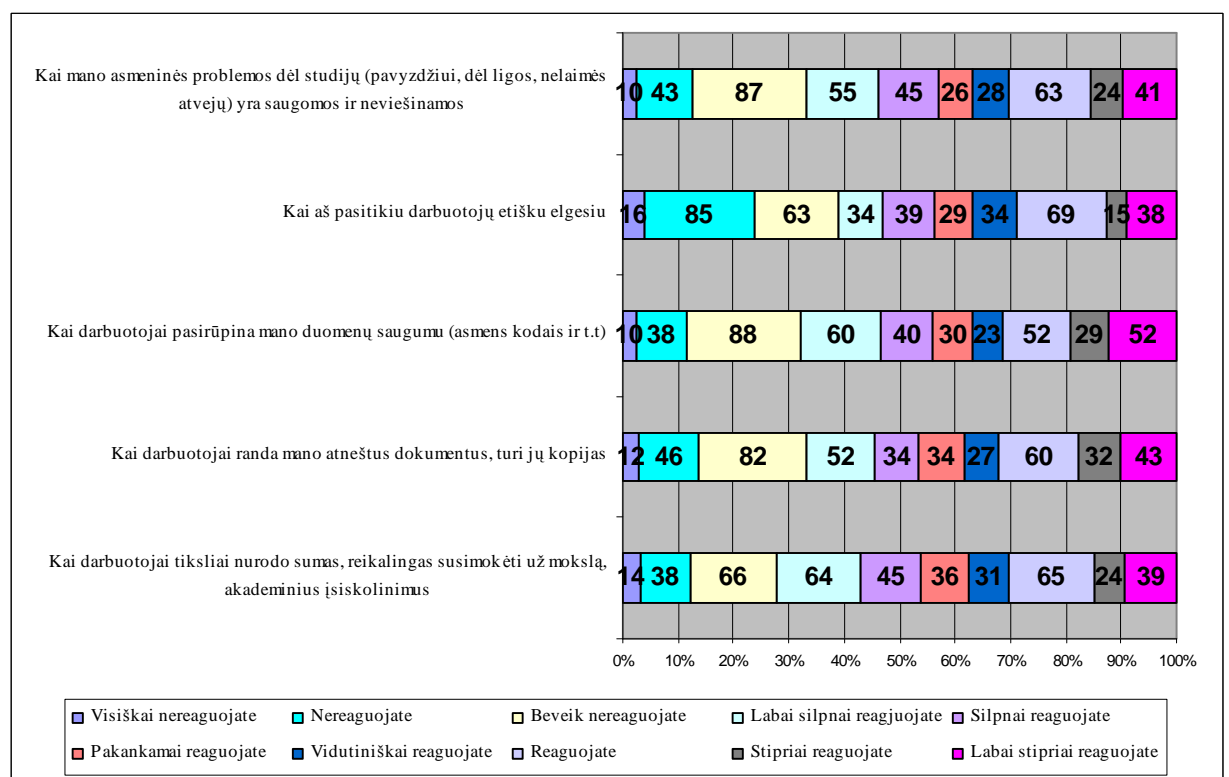 Kai mano asmeninės problemos dėl studijų (pavyzdžiui, dėl ligos, nelaimės
atvejų) yra saugomos ir neviešinamos
10 43 87 55 45 26 28 63 24 41
Kai aš pasitikiu darbuotojų etišku elgesiu
16 85 63 34 39 29 34 69 15 38
Kai darbuotojai pasirūpina mano duomenų saugumu (asmens kodais ir t.t)
10 38 88 60 40 30 23 52 29 52
Kai darbuotojai randa mano atneštus dokumentus, turi jų kopijas
12 46 82 52 34 34 27 60 32 43
Kai darbuotojai tiksliai nurodo sumas, reikalingas susimokėti už mokslą,
akademinius įsiskolinimus
14 38 66 64 45 36 31 65 24 39
0% 10% 20% 30% 40% 50% 60% 70% 80% 90% 100%
Visiškai nereaguojate Nereaguojate Beveik nereaguojate Labai silpnai reagjuojate Silpnai reaguojate
Pakankamai reaguojate Vidutiniškai reaguojate Reaguojate Stipriai reaguojate Labai stipriai reaguojate